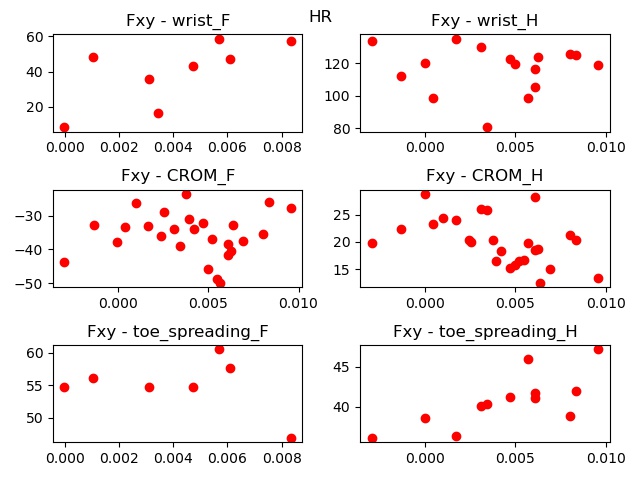 HR
Fxy - wrist_F
Fxy - wrist_H
60
40
20
0.000 0.002 0.004 0.006 0.008
120
100
80
0.000 0.005 0.010
Fxy - CROM_F
Fxy - CROM_H
−30
−40
−50
0.000 0.005 0.010
25
20
15
0.000 0.005 0.010
Fxy - toe_spreading_F
Fxy - toe_spreading_H
60
55
50
0.000 0.002 0.004 0.006 0.008
45
40
0.000 0.005 0.010